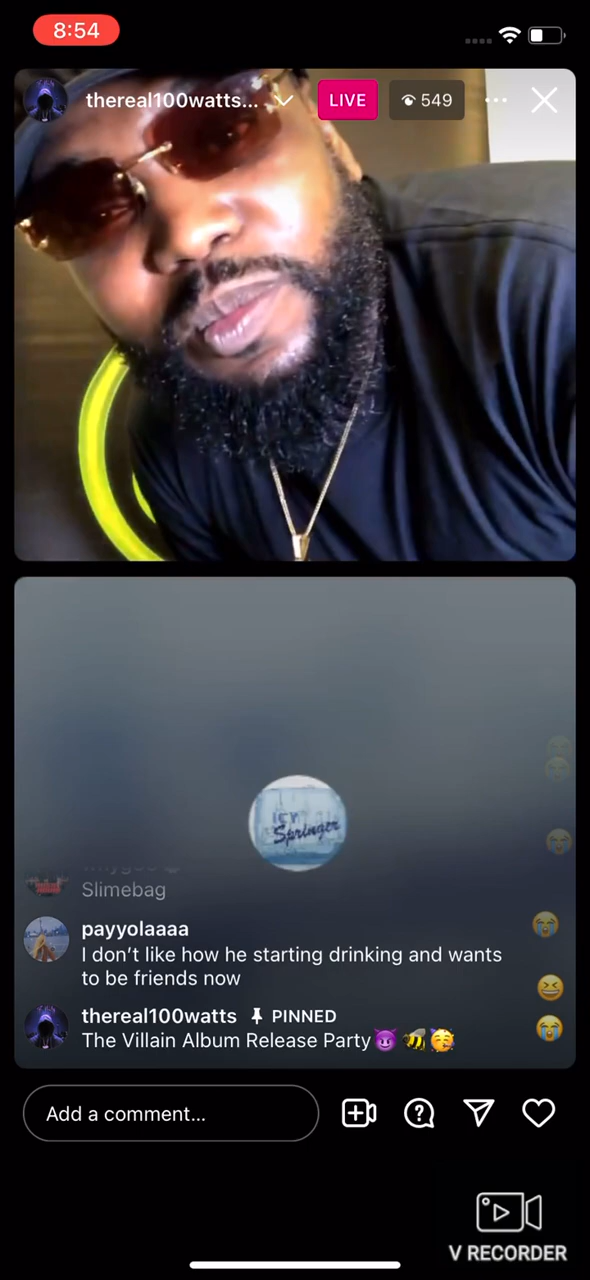 8:54
thereal100watts...
LIVE
549
ICY
Springer
Slimebag
payyolaaaa
I don't like how he starting drinking and wants
to be friends now
thereal100watts PINNED
The Villain Album Release Party😈🐝🥳
Add a comment...
V RECORDER